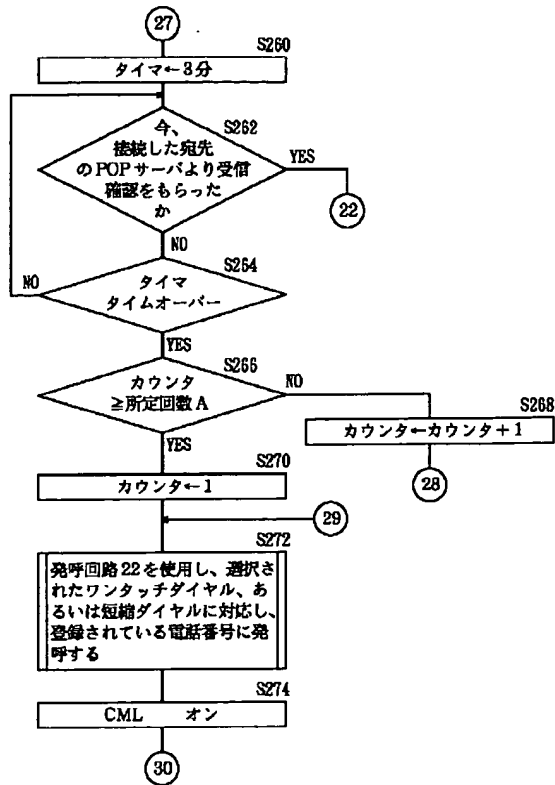 27
S260
タイマ←3分
S262
今、
接続した宛先
のPOPサーバより受信
確認をもらった
か
YES
22
NO
S264
タイマ
タイムオーバー
NO
YES
S266
カウンタ
≧所定回数A
NO
S268
カウンタ←カウンタ+1
28
YES
S270
カウンタ←1
29
S272
発呼回路22を使用し、選択さ
れたワンタッチダイヤル、あ
るいは短縮ダイヤルに対応し、
登録されている電話番号に発
呼する
S274
CML オン
30